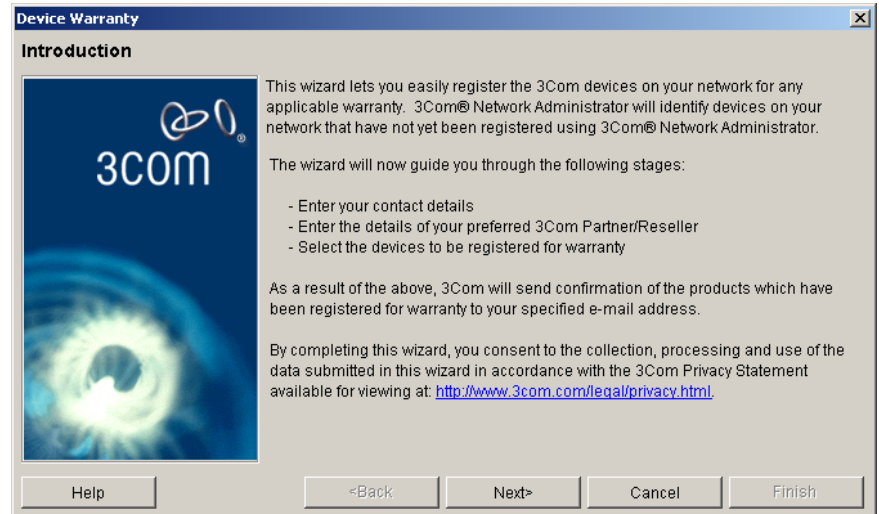 Device Warranty
Introduction
3COM
This wizard lets you easily register the 3Com devices on your network for any
applicable warranty. 3Com® Network Administrator will identify devices on your
network that have not yet been registered using 3Com® Network Administrator.
The wizard will now guide you through the following stages:
- Enter your contact details
- Enter the details of your preferred 3Com Partner/Reseller
- Select the devices to be registered for warranty
As a result of the above, 3Com will send confirmation of the products which have
been registered for warranty to your specified e-mail address.
By completing this wizard, you consent to the collection, processing and use of the
data submitted in this wizard in accordance with the 3Com Privacy Statement
available for viewing at: http://www.3com.com/legal/privacy.html.
Help
<Back
Next>
Cancel
Finish